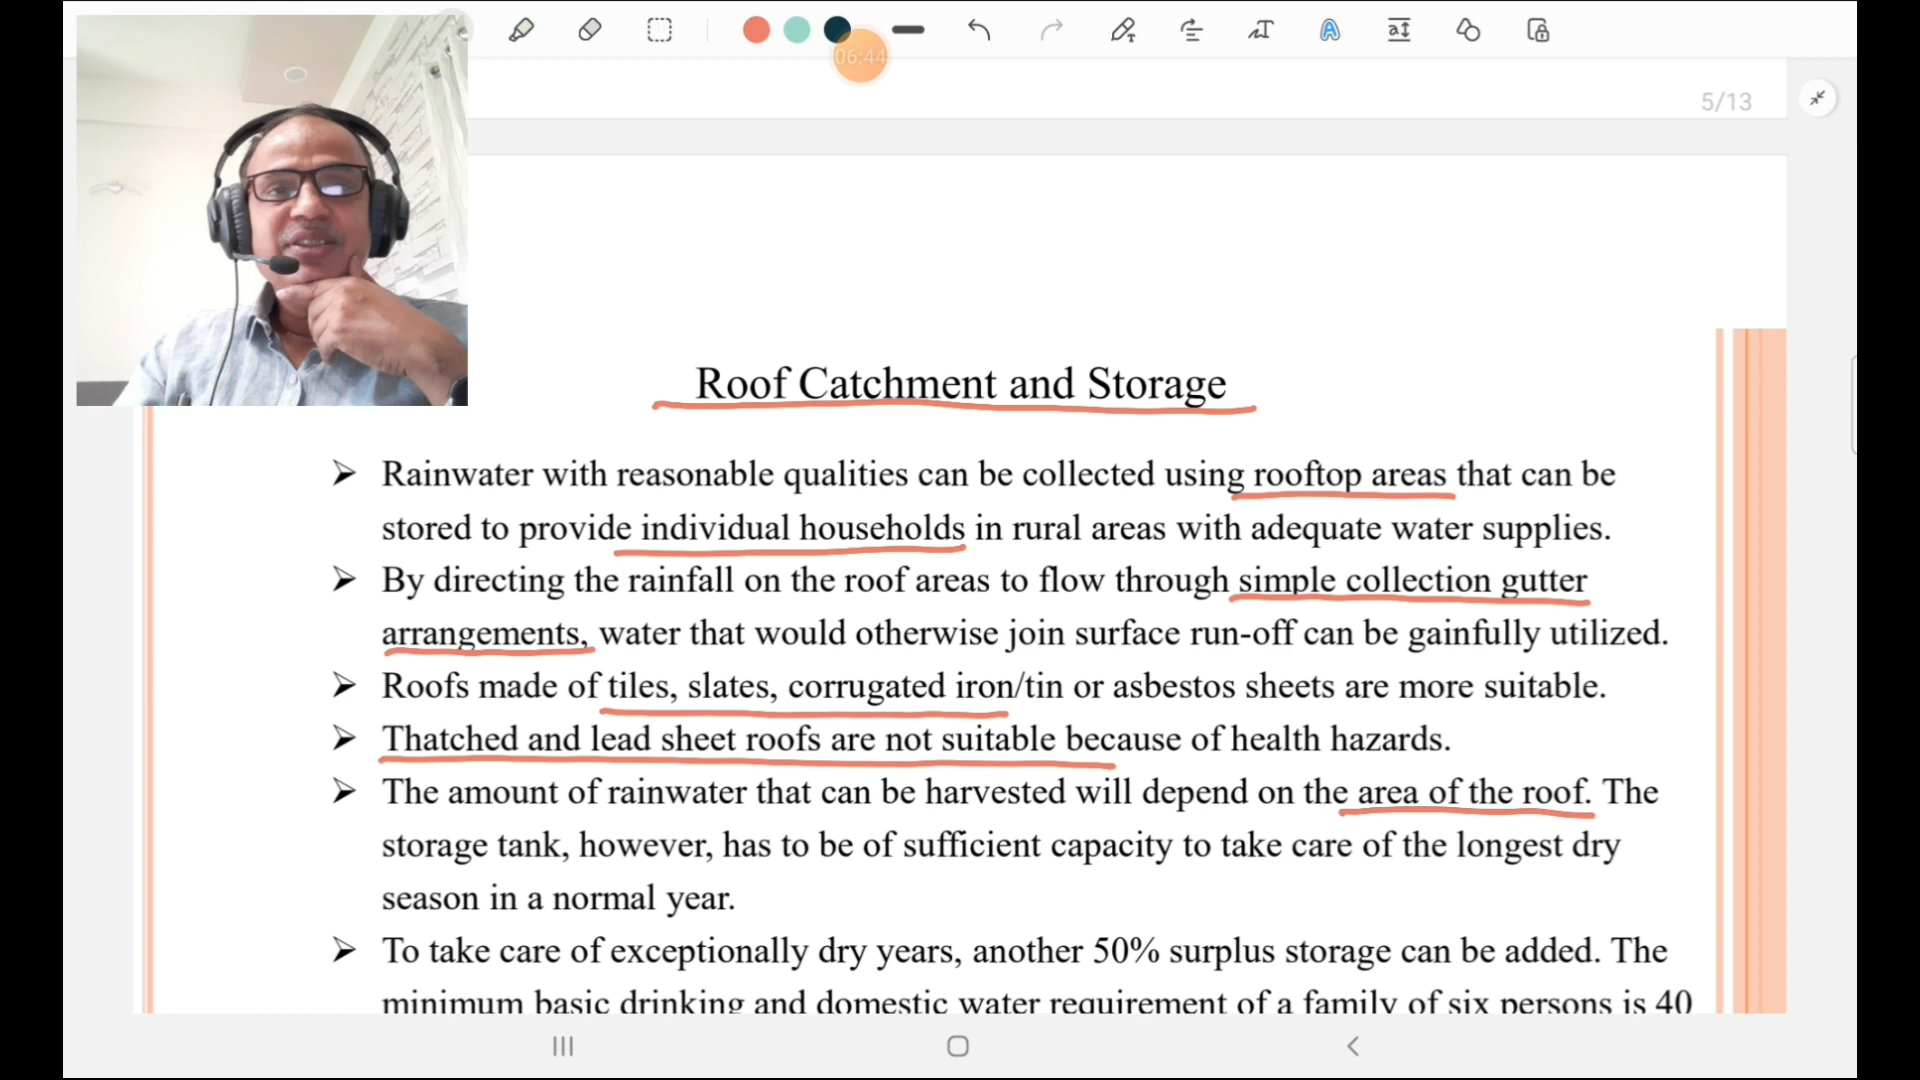 06:44
5/13
Roof Catchment and Storage
➢ Rainwater with reasonable qualities can be collected using rooftop areas that can be
stored to provide individual households in rural areas with adequate water supplies.
➢ By directing the rainfall on the roof areas to flow through simple collection gutter
arrangements, water that would otherwise join surface run-off can be gainfully utilized.
➢ Roofs made of tiles, slates, corrugated iron/tin or asbestos sheets are more suitable.
➢ Thatched and lead sheet roofs are not suitable because of health hazards.
➢ The amount of rainwater that can be harvested will depend on the area of the roof. The
storage tank, however, has to be of sufficient capacity to take care of the longest dry
season in a normal year.
➢ To take care of exceptionally dry years, another 50% surplus storage can be added. The
minimum basic drinking and domestic water requirement of a family of six persons is 40